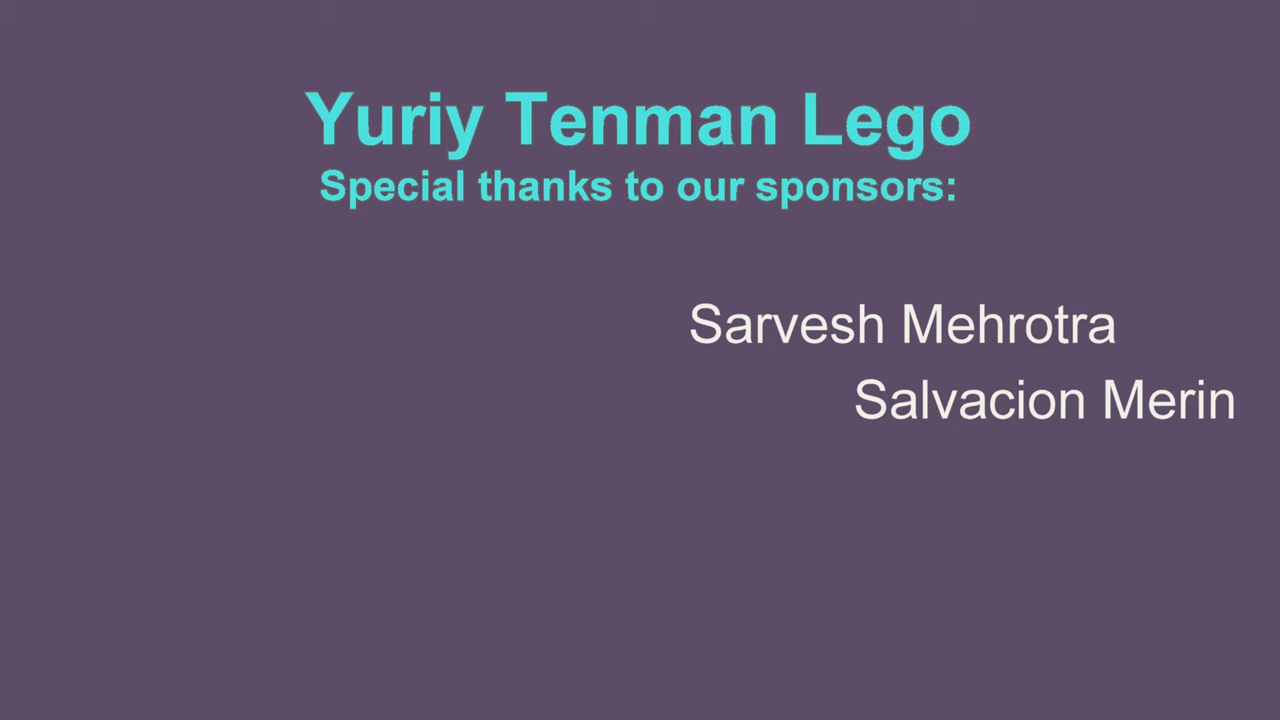 Yuriy Tenman Lego
Special thanks to our sponsors:
Sarvesh Mehrotra
Salvacion Merin